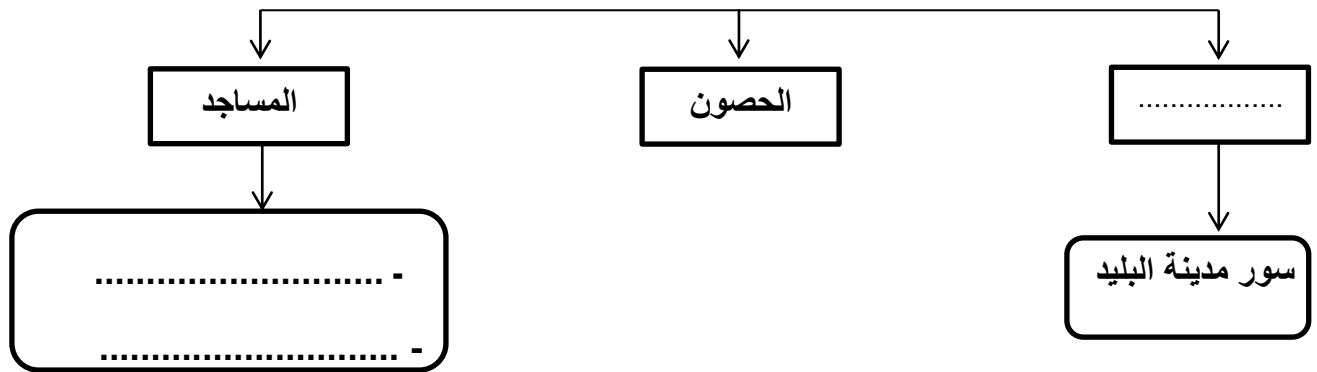 ..................
الحصون
المساجد
سور مدينة البليد
- ............................
- .............................